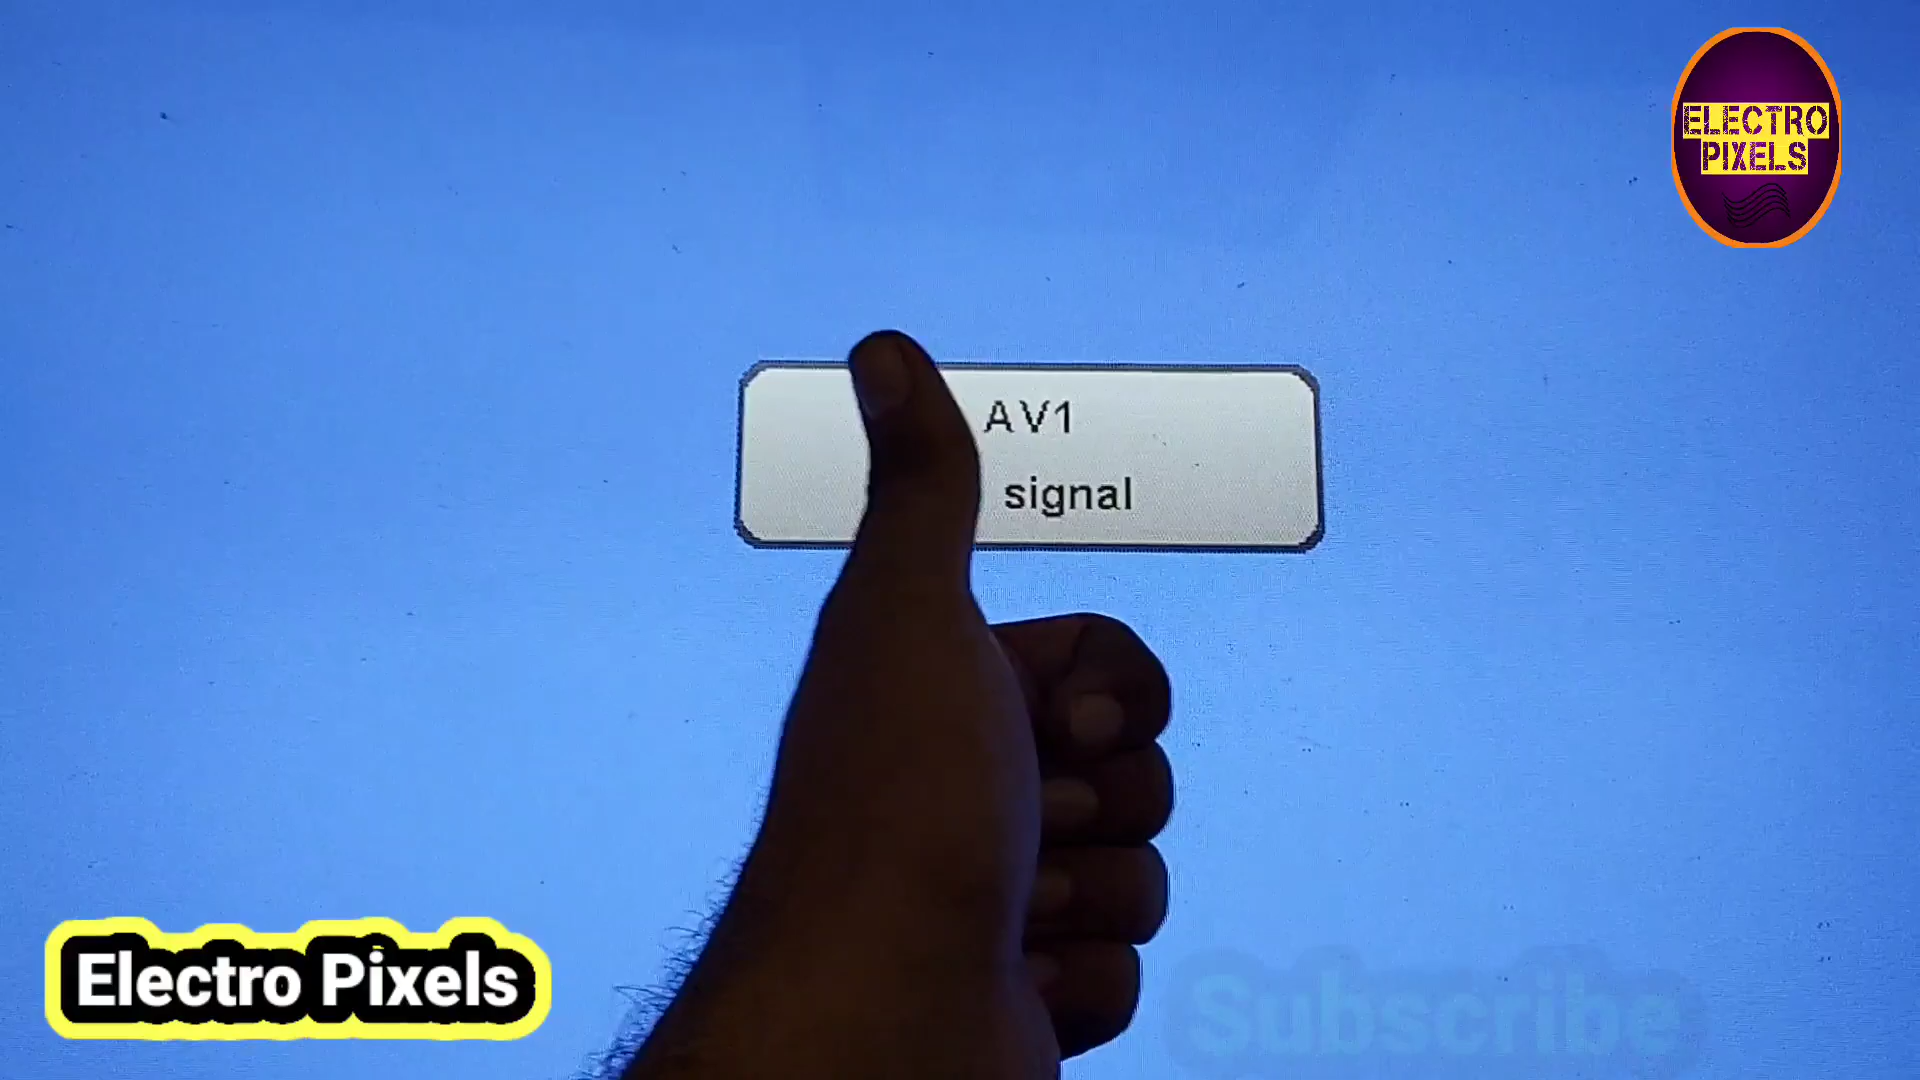 ELECTRO
PIXELS
AV1
signal
Electro Pixels
Subscribe